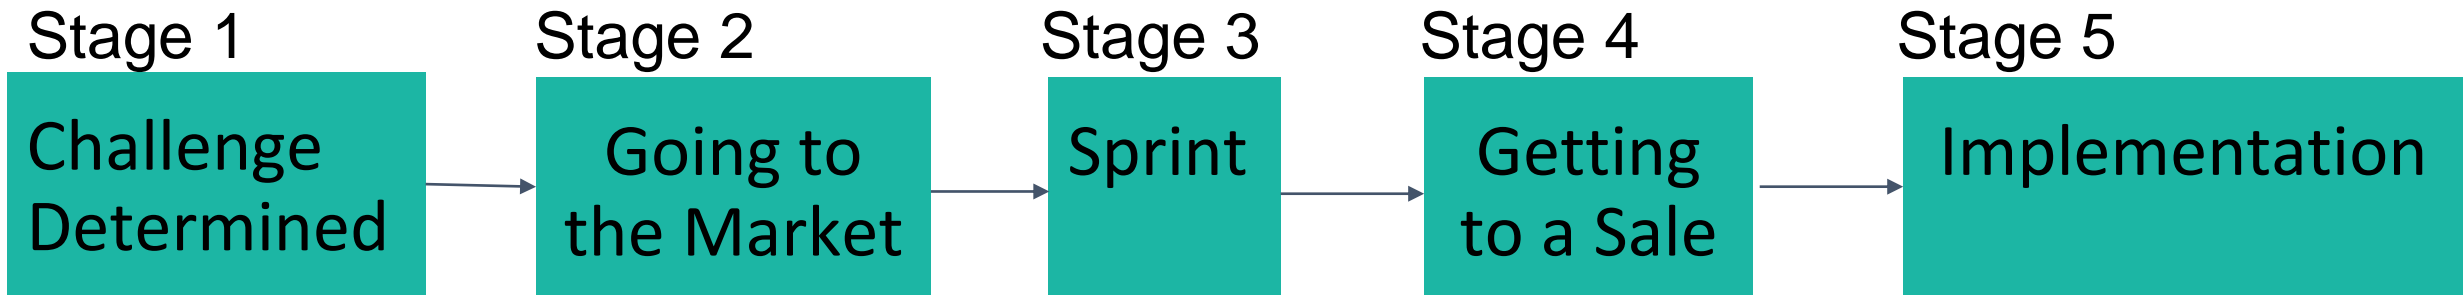 Stage 1
Challenge
Determined
Stage 2
Going to
the Market
Stage 3
Sprint
Stage 4
Getting
to a Sale
Stage 5
Implementation